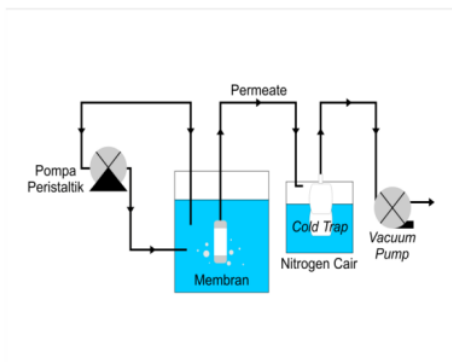 Permeate
Pompa
Peristaltik
Cold Trap
Vacuum
Pump
Nitrogen Cair
Membran